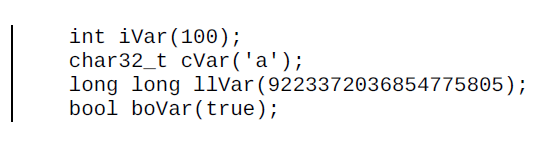 int iVar(100);
char32_t cVar('a');
long long llVar(9223372036854775805);
bool boVar(true);